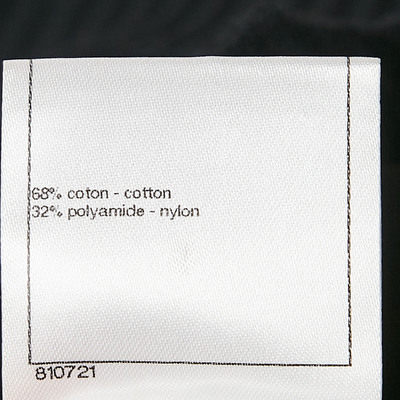 68% coton - cotton
32% polyamide - nylon
810721